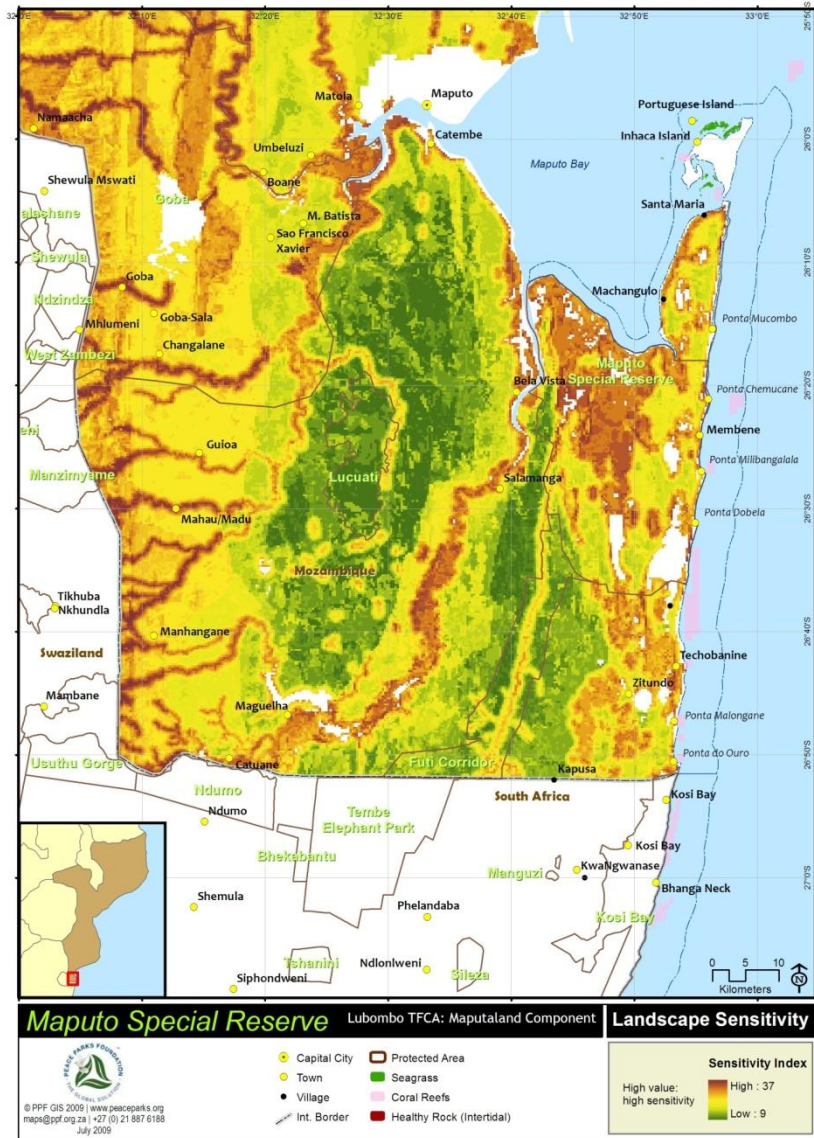 32°0'E 32°10'E 32°20'E 32°30'E 32°40'E 32°50'E 33°0'E
25°50'S
Namaacha
Matola
Maputo
Catembe
Portuguese Island
Inhaca Island
26°0'S
Umbeluzi
Boane
Maputo Bay
Shewula Mswati
Goba
alashane
Santa Maria
M. Batista
Sao Francisco
Xavier
Shewula
26°10'S
Goba
Ndzindza
Machangulo
Goba-Sala
Mhlumeni
Ponta Mucombo
West Zambezi
Changalane
Maputo
Special Reserve
26°20'S
Bela Vista
Ponta Chemucane
eni
Membene
Guioa
Manzimyame
Lucuati
Salamanga
Ponta Milibangalala
Mahau/Madu
26°30'S
Ponta Dobela
Mozambique
Tikhuba
Nkhundla
26°40'S
Manhangane
Swaziland
Techobanine
Zitundo
Mambane
Maguelha
Ponta Malongane
26°50'S
Usuthu Gorge
Catuane
Futi Corridor
Ponta do Ouro
Kapusa
Ndumo
South Africa
Kosi Bay
Ndumo
Tembe
Elephant Park
Bhekabantu
Kosi Bay
Manguzi
KwaNgwanase
27°0'S
Bhanga Neck
Shemula
Phelandaba
Kosi Bay
Tshanini
Ndlonlweni
Sileza
Siphondweni
0 5 10
Kilometers
N
Maputo Special Reserve
Lubombo TFCA: Maputaland Component
Landscape Sensitivity
PEACE PARKS FOUNDATION
THE GLOBAL SOLUTION
© PPF GIS 2009 | www.peaceparks.org
maps@ppf.org.za | +27 (0) 21 887 6188
July 2009
Capital City
Town
Village
Int. Border
Protected Area
Seagrass
Coral Reefs
Healthy Rock (Intertidal)
High value:
high sensitivity
Sensitivity Index
High : 37
Low : 9